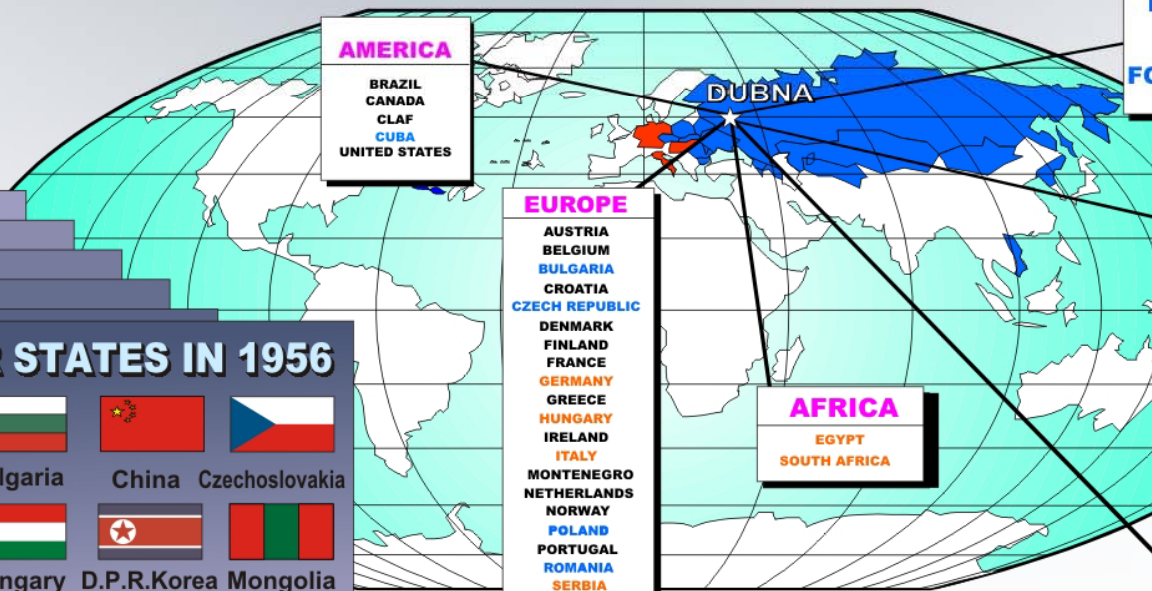 AMERICA
BRAZIL
CANADA
CLAF
CUBA
UNITED STATES
DUBNA
EUROPE
AUSTRIA
BELGIUM
BULGARIA
CROATIA
CZECH REPUBLIC
DENMARK
FINLAND
FRANCE
GERMANY
GREECE
HUNGARY
IRELAND
ITALY
MONTENEGRO
NETHERLANDS
NORWAY
POLAND
PORTUGAL
ROMANIA
SERBIA
AFRICA
EGYPT
SOUTH AFRICA
STATES IN 1956
lgaria China Czechoslovakia
ngary D.P.R.Korea Mongolia